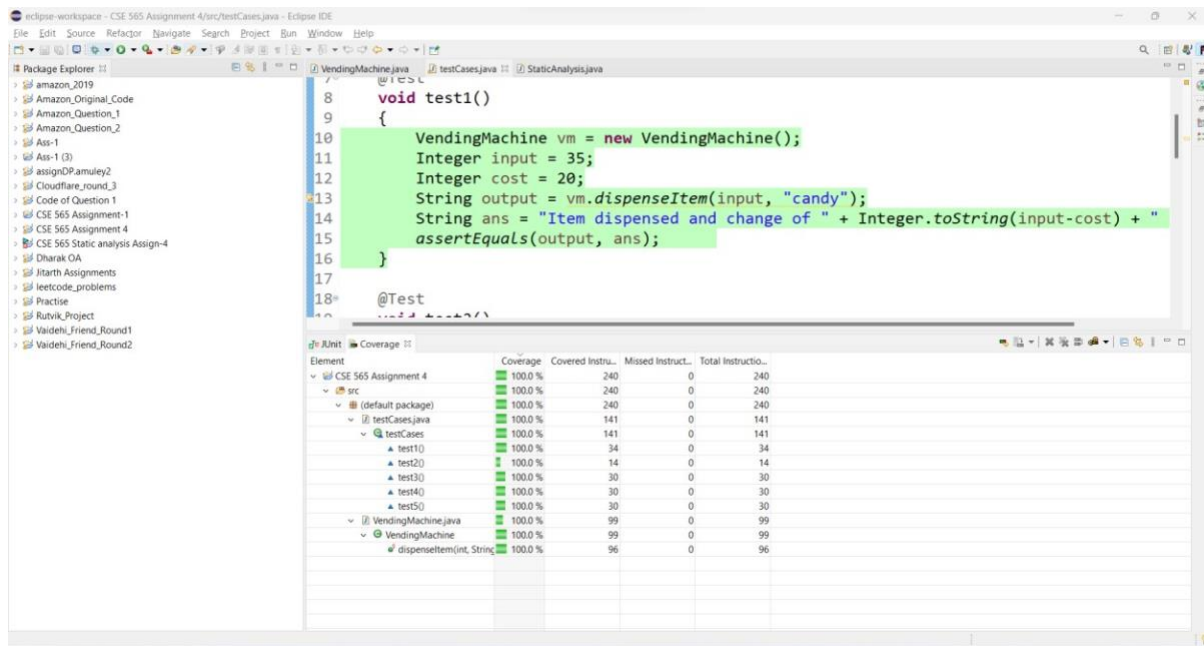 eclipse-workspace - CSE 565 Assignment 4/src/testCases.java - Eclipse IDE
File Edit Source Refactor Navigate Search Project Run Window Help
Package Explorer
amazon_2019
Amazon_Original_Code
Amazon_Question_1
Amazon_Question_2
Ass-1
Ass-1 (3)
assignDP.amuley2
Cloudflare_round_3
Code of Question 1
CSE 565 Assignment-1
CSE 565 Assignment 4
CSE 565 Static analysis Assign-4
Dharak OA
Jitarth Assignments
leetcode_problems
Practise
Rutvik_Project
Vaidehi_Friend_Round1
Vaidehi_Friend_Round2
VendingMachine.java testCases.java StaticAnalysis.java
7 @Test
8 void test1()
9 {
10 VendingMachine vm = new VendingMachine();
11 Integer input = 35;
12 Integer cost = 20;
13 String output = vm.dispenseItem(input, "candy");
14 String ans = "Item dispensed and change of " + Integer.toString(input-cost) + "
15 assertEquals(output, ans);
16 }
17
18 @Test
19 void test2()
JUnit Coverage
Element Coverage Covered Instru... Missed Instruct... Total Instructio...
CSE 565 Assignment 4 100.0 % 240 0 240
src 100.0 % 240 0 240
(default package) 100.0 % 240 0 240
testCases.java 100.0 % 141 0 141
testCases 100.0 % 141 0 141
test1() 100.0 % 34 0 34
test2() 100.0 % 14 0 14
test3() 100.0 % 30 0 30
test4() 100.0 % 30 0 30
test5() 100.0 % 30 0 30
VendingMachine.java 100.0 % 99 0 99
VendingMachine 100.0 % 99 0 99
dispenseItem(int, String 100.0 % 96 0 96